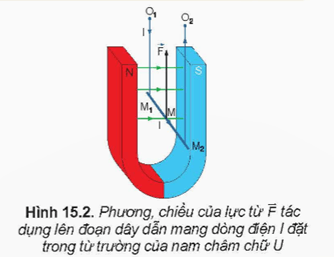 O₁
O₂
I
F⃗
N
S
M₁
M
I
M₂
Hình 15.2. Phương, chiều của lực từ F⃗ tác
dụng lên đoạn dây dẫn mang dòng điện I đặt
trong từ trường của nam châm chữ U